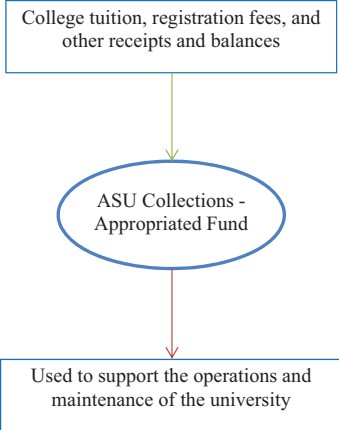 College tuition, registration fees, and
other receipts and balances
ASU Collections -
Appropriated Fund
Used to support the operations and
maintenance of the university